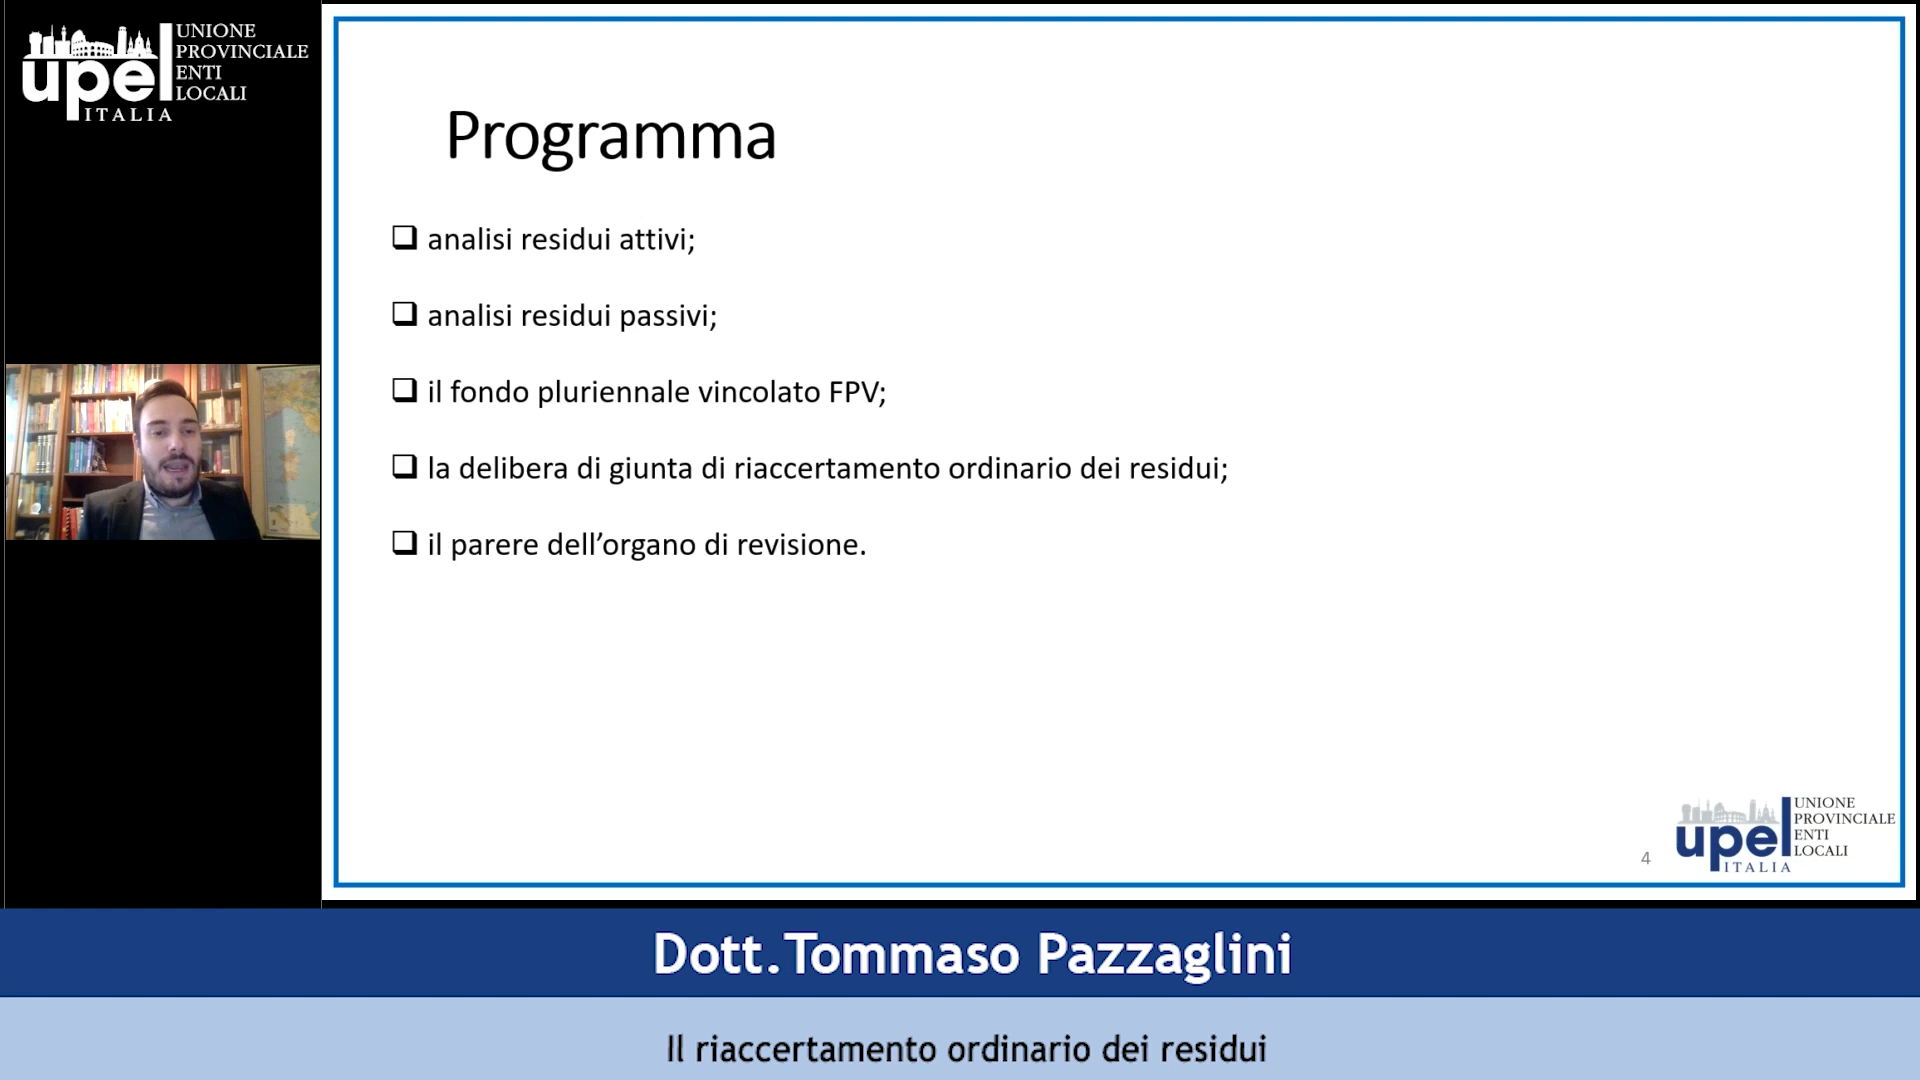 UNIONE
PROVINCIALE
ENTI
LOCALI
upel
ITALIA
Programma
❑ analisi residui attivi;
❑ analisi residui passivi;
❑ il fondo pluriennale vincolato FPV;
❑ la delibera di giunta di riaccertamento ordinario dei residui;
❑ il parere dell’organo di revisione.
4
UNIONE
PROVINCIALE
ENTI
LOCALI
upel
ITALIA
Dott. Tommaso Pazzaglini
Il riaccertamento ordinario dei residui